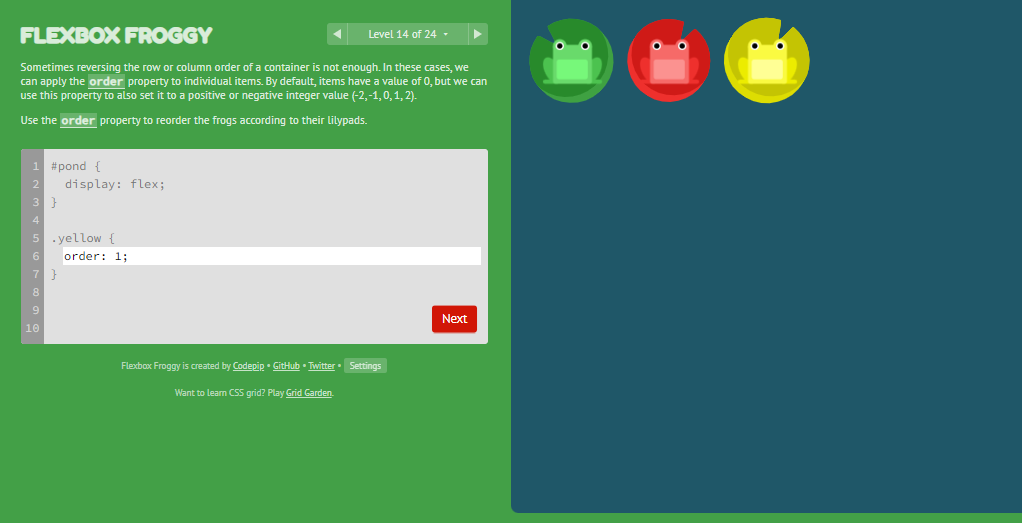 FLEXBOX FROGGY
Level 14 of 24
Sometimes reversing the row or column order of a container is not enough. In these cases, we
can apply the order property to individual items. By default, items have a value of 0, but we can
use this property to also set it to a positive or negative integer value (-2, -1, 0, 1, 2).
Use the order property to reorder the frogs according to their lilypads.
1 #pond {
2 display: flex;
3 }
4
5 .yellow {
6 order: 1;
7 }
8
9
10
Next
Flexbox Froggy is created by Codepip • GitHub • Twitter • Settings
Want to learn CSS grid? Play Grid Garden.